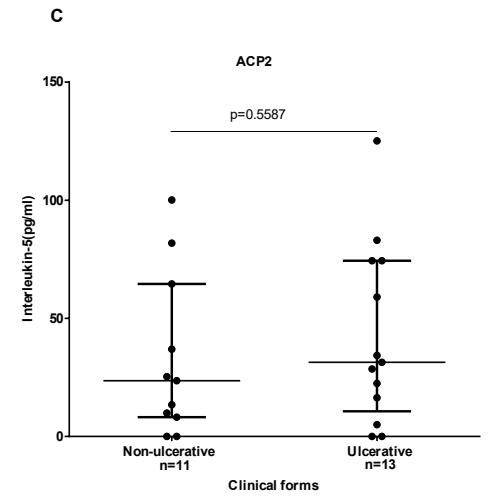 C
ACP2
p=0.5587
150
100
50
0
Interleukin-5(pg/ml)
Non-ulcerative
n=11
Ulcerative
n=13
Clinical forms